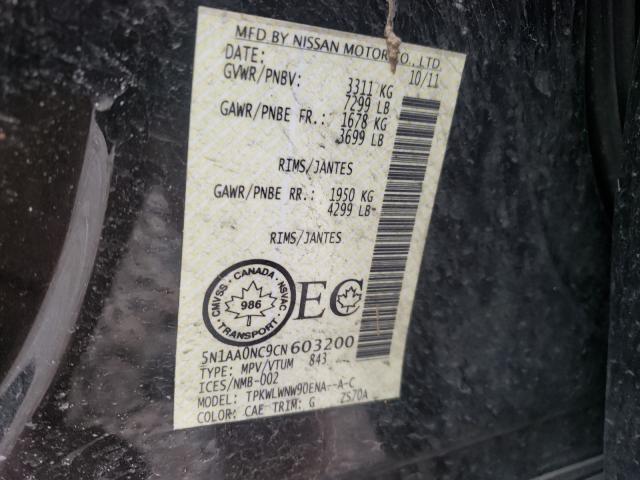 MFD BY NISSAN MOTOR CO., LTD.
DATE: 10/11
GVWR/PNBV: 3311 KG
7299 LB
GAWR/PNBE FR.: 1678 KG
3699 LB
RIMS/JANTES
GAWR/PNBE RR.: 1950 KG
4299 LB
RIMS/JANTES
CMVSS · CANADA · NSVAC
986
TRANSPORT
EC
5N1AA0NC9CN603200
TYPE: MPV/VTUM 843
ICES/NMB-002
MODEL: TPKWLWNW90ENA--A-C
COLOR: CAE TRIM: G ZS70A